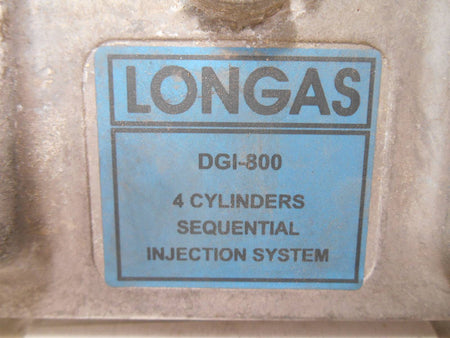 LONGAS
DGI-800
4 CYLINDERS
SEQUENTIAL
INJECTION SYSTEM